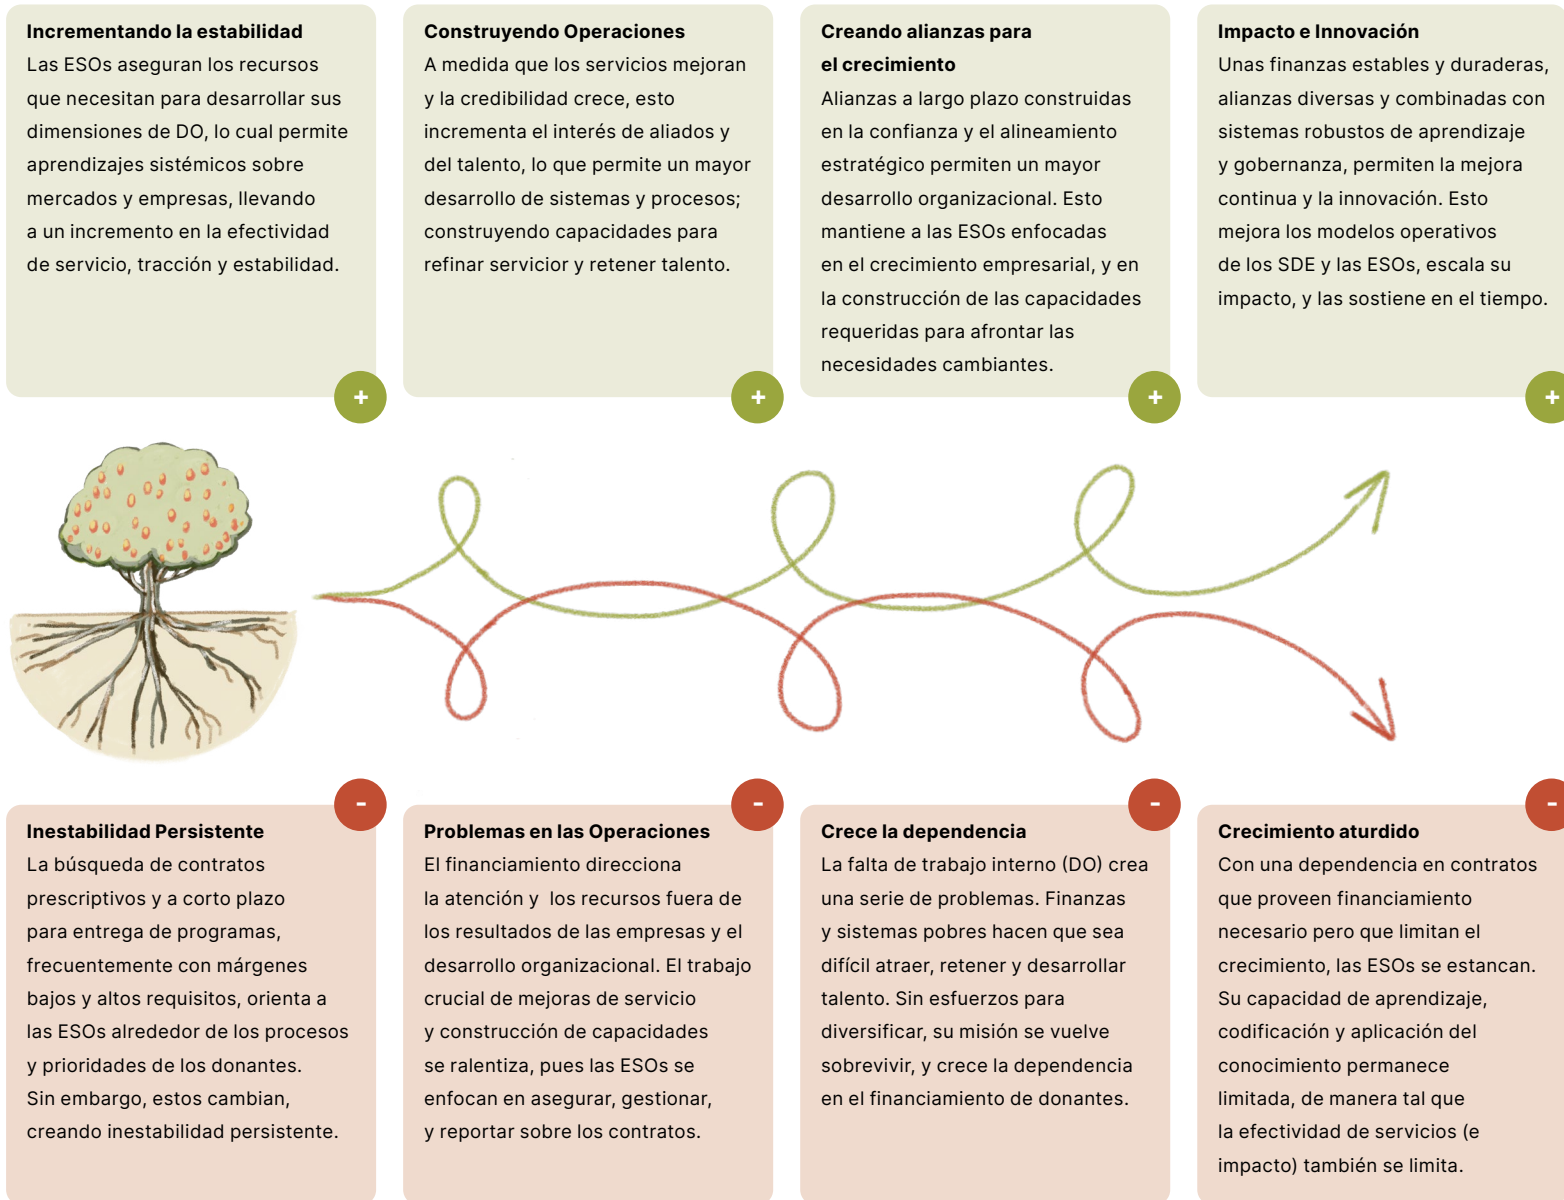 Incrementando la estabilidad
Las ESOs aseguran los recursos
que necesitan para desarrollar sus
dimensiones de DO, lo cual permite
aprendizajes sistémicos sobre
mercados y empresas, llevando
a un incremento en la efectividad
de servicio, tracción y estabilidad.
+
Construyendo Operaciones
A medida que los servicios mejoran
y la credibilidad crece, esto
incrementa el interés de aliados y
del talento, lo que permite un mayor
desarrollo de sistemas y procesos;
construyendo capacidades para
refinar servicior y retener talento.
+
Creando alianzas para
el crecimiento
Alianzas a largo plazo construidas
en la confianza y el alineamiento
estratégico permiten un mayor
desarrollo organizacional. Esto
mantiene a las ESOs enfocadas
en el crecimiento empresarial, y en
la construcción de las capacidades
requeridas para afrontar las
necesidades cambiantes.
+
Impacto e Innovación
Unas finanzas estables y duraderas,
alianzas diversas y combinadas con
sistemas robustos de aprendizaje
y gobernanza, permiten la mejora
continua y la innovación. Esto
mejora los modelos operativos
de los SDE y las ESOs, escala su
impacto, y las sostiene en el tiempo.
+
-
Inestabilidad Persistente
La búsqueda de contratos
prescriptivos y a corto plazo
para entrega de programas,
frecuentemente con márgenes
bajos y altos requisitos, orienta a
las ESOs alrededor de los procesos
y prioridades de los donantes.
Sin embargo, estos cambian,
creando inestabilidad persistente.
-
Problemas en las Operaciones
El financiamiento direcciona
la atención y  los recursos fuera de
los resultados de las empresas y el
desarrollo organizacional. El trabajo
crucial de mejoras de servicio
y construcción de capacidades
se ralentiza, pues las ESOs se
enfocan en asegurar, gestionar,
y reportar sobre los contratos.
-
Crece la dependencia
La falta de trabajo interno (DO) crea
una serie de problemas. Finanzas
y sistemas pobres hacen que sea
difícil atraer, retener y desarrollar
talento. Sin esfuerzos para
diversificar, su misión se vuelve
sobrevivir, y crece la dependencia
en el financiamiento de donantes.
-
Crecimiento aturdido
Con una dependencia en contratos
que proveen financiamiento
necesario pero que limitan el
crecimiento, las ESOs se estancan.
Su capacidad de aprendizaje,
codificación y aplicación del
conocimiento permanece
limitada, de manera tal que
la efectividad de servicios (e
impacto) también se limita.